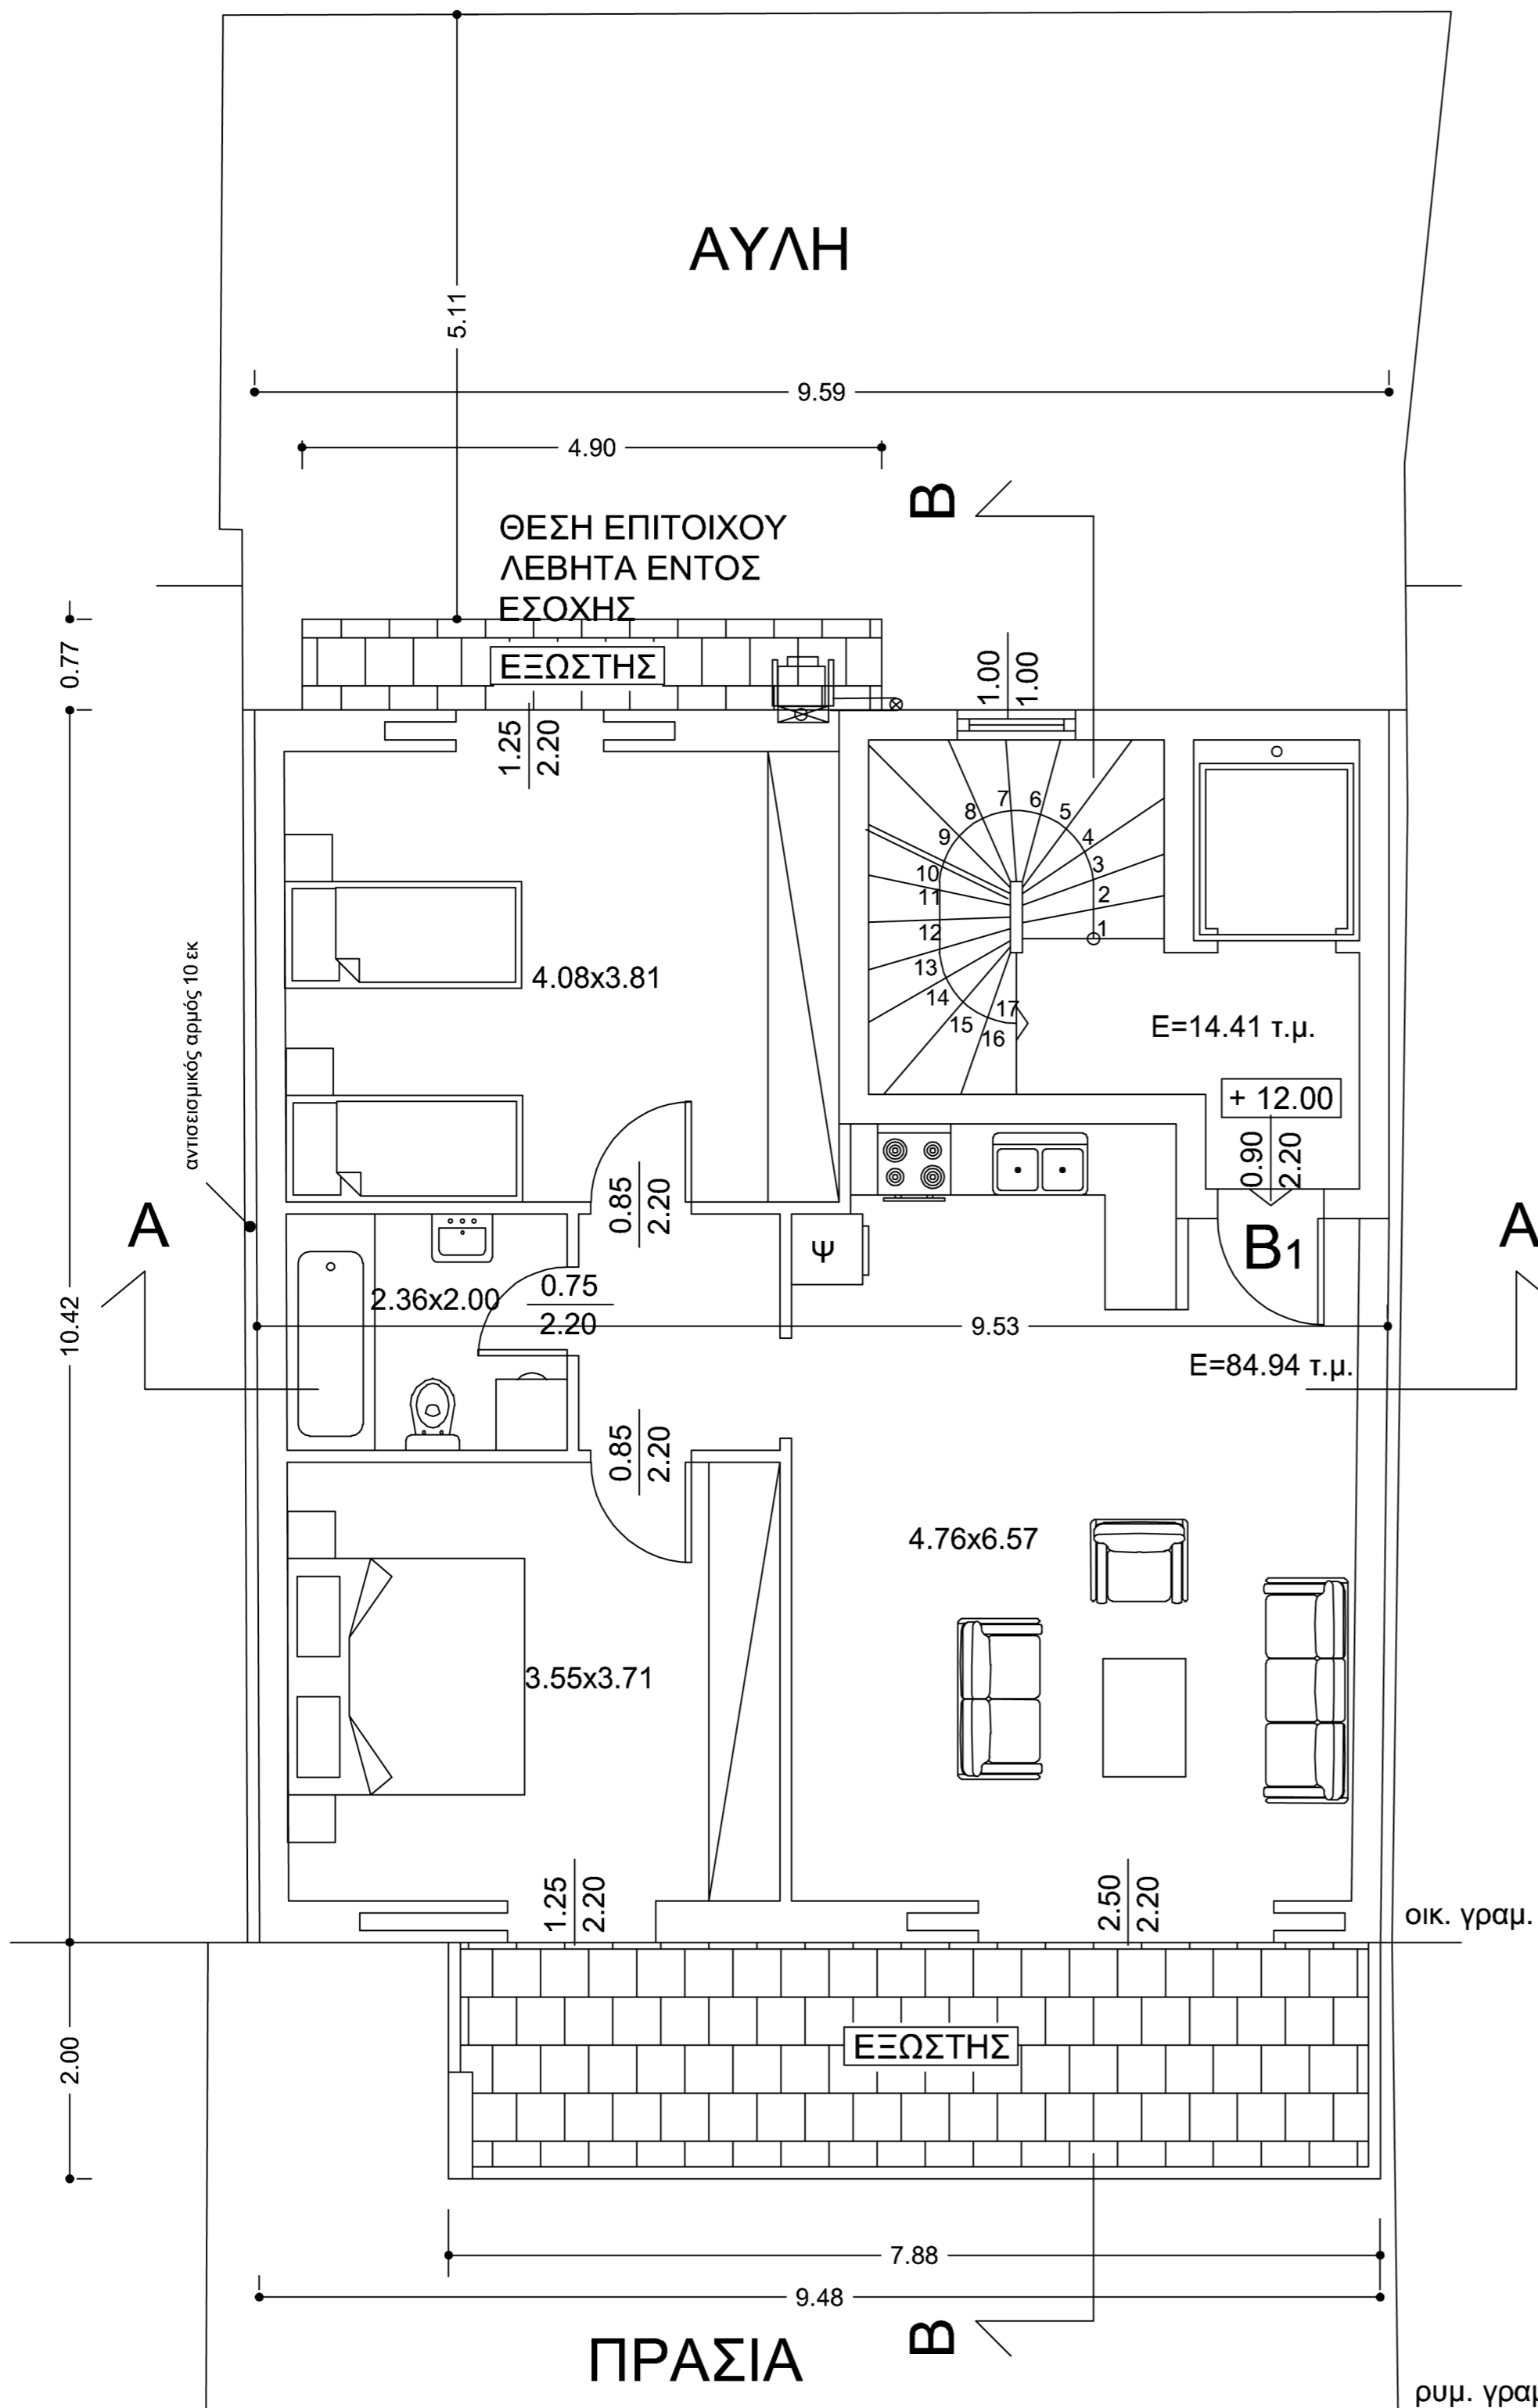 ΑΥΛΗ
5.11
9.59
4.90
B
ΘΕΣΗ ΕΠΙΤΟΙΧΟΥ
ΛΕΒΗΤΑ ΕΝΤΟΣ
ΕΣΟΧΗΣ
0.77
ΕΞΩΣΤΗΣ
1.00
1.00
1.25
2.20
7
6
8
5
9
4
3
10
2
11
1
12
13
14
17
15
16
4.08x3.81
αντισεισμικός αρμός 10 εκ
E=14.41 τ.μ.
+ 12.00
0.90
2.20
0.85
2.20
A
A
Ψ
B1
2.36x2.00
0.75
2.20
10.42
9.53
E=84.94 τ.μ.
0.85
2.20
4.76x6.57
3.55x3.71
1.25
2.20
2.50
2.20
οικ. γραμ.
2.00
ΕΞΩΣΤΗΣ
7.88
9.48
B
ΠΡΑΣΙΑ
ρυμ. γραμ